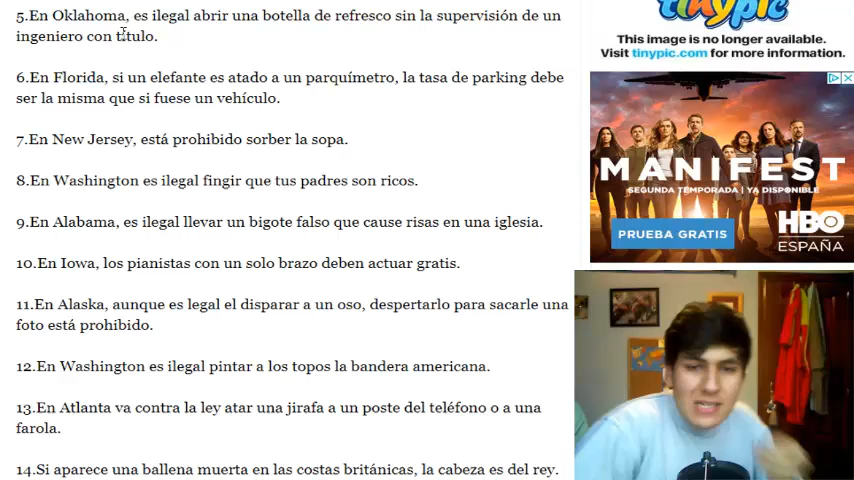 5.En Oklahoma, es ilegal abrir una botella de refresco sin la supervisión de un
ingeniero con título.
6.En Florida, si un elefante es atado a un parquímetro, la tasa de parking debe
ser la misma que si fuese un vehículo.
7.En New Jersey, está prohibido sorber la sopa.
8.En Washington es ilegal fingir que tus padres son ricos.
9.En Alabama, es ilegal llevar un bigote falso que cause risas en una iglesia.
10.En Iowa, los pianistas con un solo brazo deben actuar gratis.
11.En Alaska, aunque es legal el disparar a un oso, despertarlo para sacarle una
foto está prohibido.
12.En Washington es ilegal pintar a los topos la bandera americana.
13.En Atlanta va contra la ley atar una jirafa a un poste del teléfono o a una
farola.
14.Si aparece una ballena muerta en las costas británicas, la cabeza es del rey.
tinypic
This image is no longer available.
Visit tinypic.com for more information.
MANIFEST
SEGUNDA TEMPORADA | YA DISPONIBLE
PRUEBA GRATIS
HBO
ESPAÑA